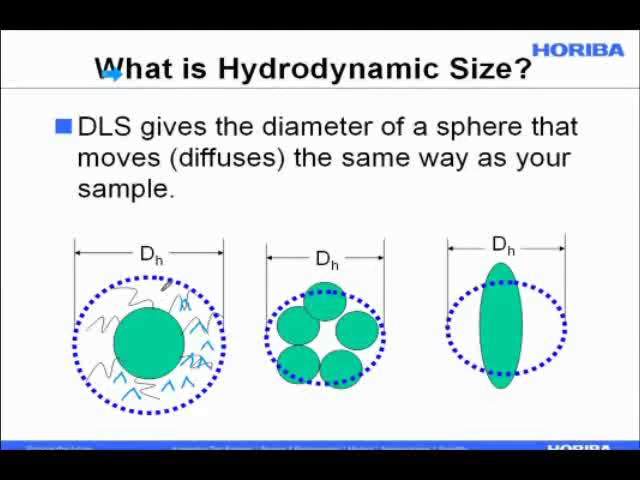 HORIBA
What is Hydrodynamic Size?
DLS gives the diameter of a sphere that
moves (diffuses) the same way as your
sample.
Dh
Dh
Dh
HORIBA